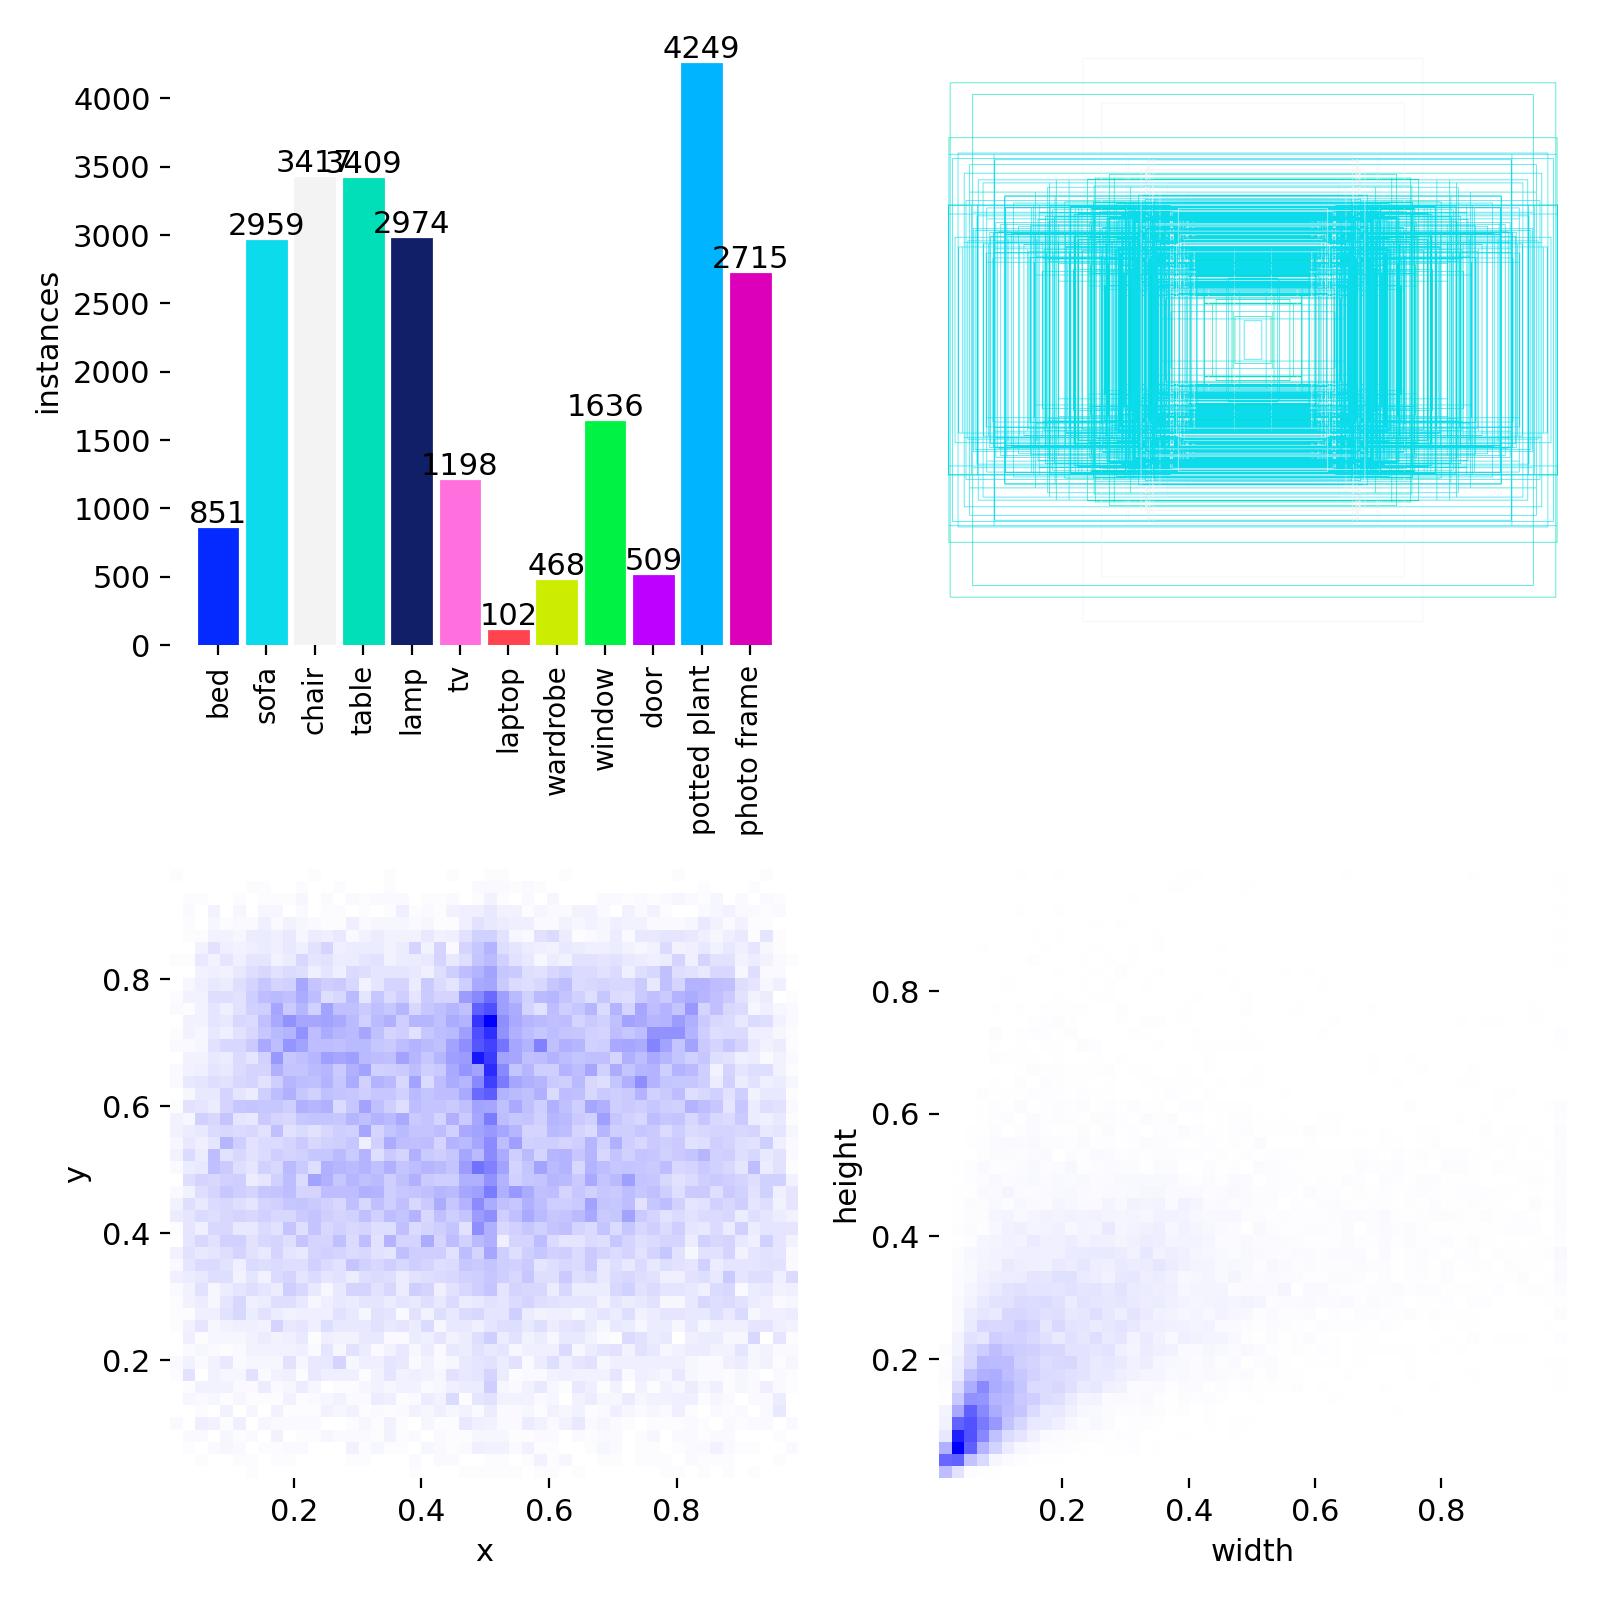 instances
4000
3500
3000
2500
2000
1500
1000
500
0
851
2959
3417
3409
2974
1198
102
468
1636
509
4249
2715
bed
sofa
chair
table
lamp
tv
laptop
wardrobe
window
door
potted plant
photo frame
y
0.8
0.6
0.4
0.2
0.2
0.4
0.6
0.8
x
height
0.8
0.6
0.4
0.2
0.2
0.4
0.6
0.8
width